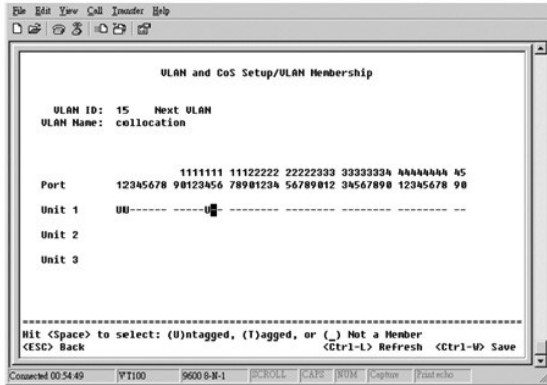 File Edit View Call Transfer Help
VLAN and CoS Setup/VLAN Membership
VLAN ID: 15 Next VLAN
VLAN Name: collocation
1111111 11122222 22222333 33333334 44444444 45
Port 12345678 90123456 78901234 56789012 34567890 12345678 90
Unit 1 UU------ -----U-- -------- -------- -------- -------- --
Unit 2
Unit 3
Hit <Space> to select: (U)ntagged, (T)agged, or (_) Not a Member
<ESC> Back <Ctrl-L> Refresh <Ctrl-W> Save
Connected 00:54:49 VT100 9600 8-N-1 SCROLL CAPS NUM Capture Print echo